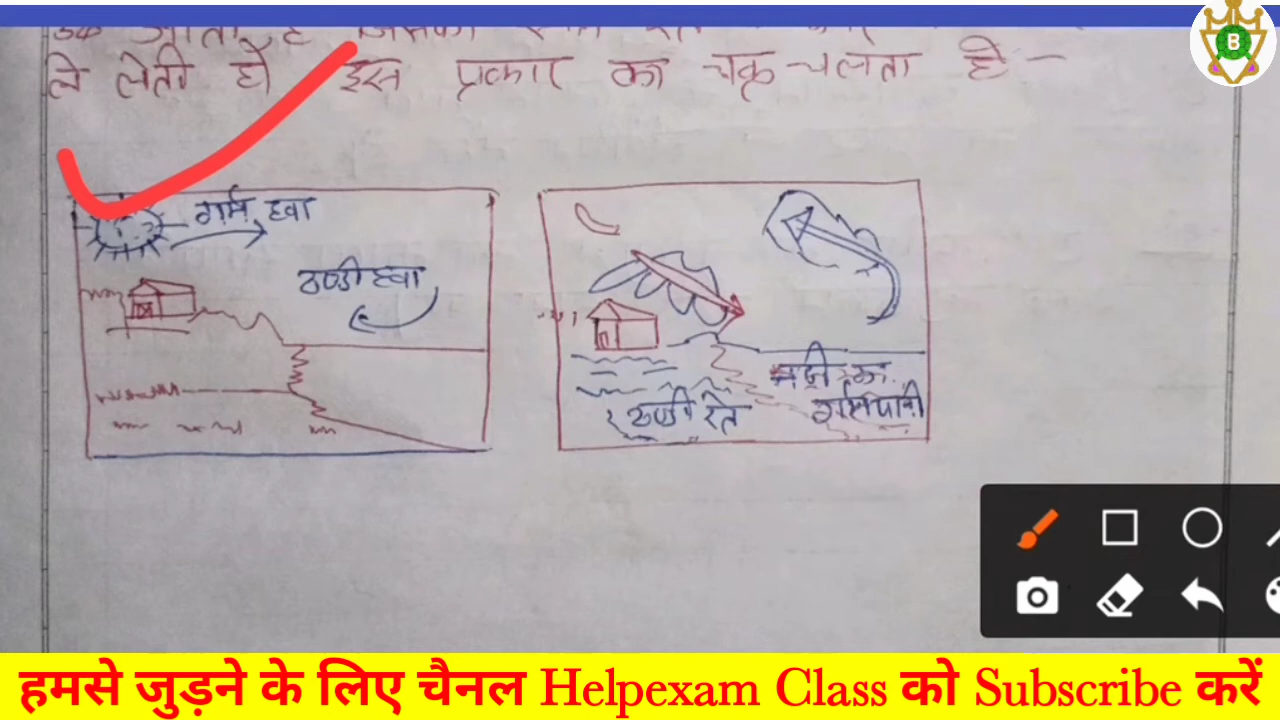 ले लेती है। इस प्रकार का चक्र चलता है —
B
गर्म हवा
ठण्डी हवा
ठण्डी रेत
गर्म पानी
हमसे जुड़ने के लिए चैनल Helpexam Class को Subscribe करें